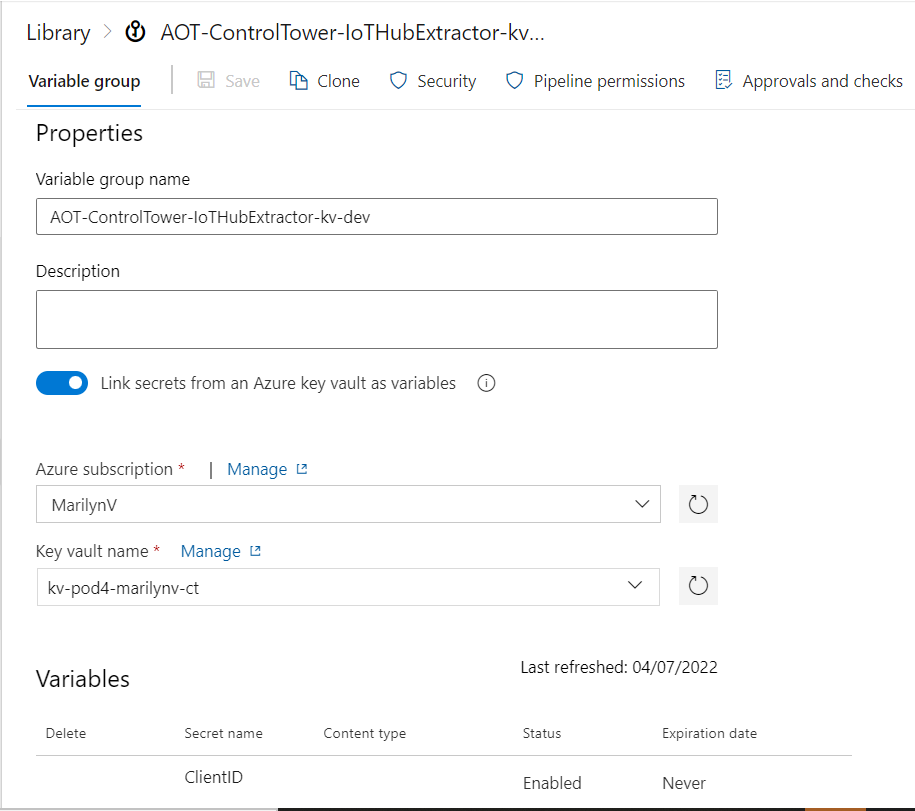 Library > AOT-ControlTower-IoTHubExtractor-kv...
Variable group | Save Clone Security Pipeline permissions Approvals and checks
Properties
Variable group name
AOT-ControlTower-IoTHubExtractor-kv-dev
Description
Link secrets from an Azure key vault as variables
Azure subscription * | Manage
MarilynV
Key vault name * Manage
kv-pod4-marilynv-ct
Last refreshed: 04/07/2022
Variables
Delete Secret name Content type Status Expiration date
ClientID Enabled Never